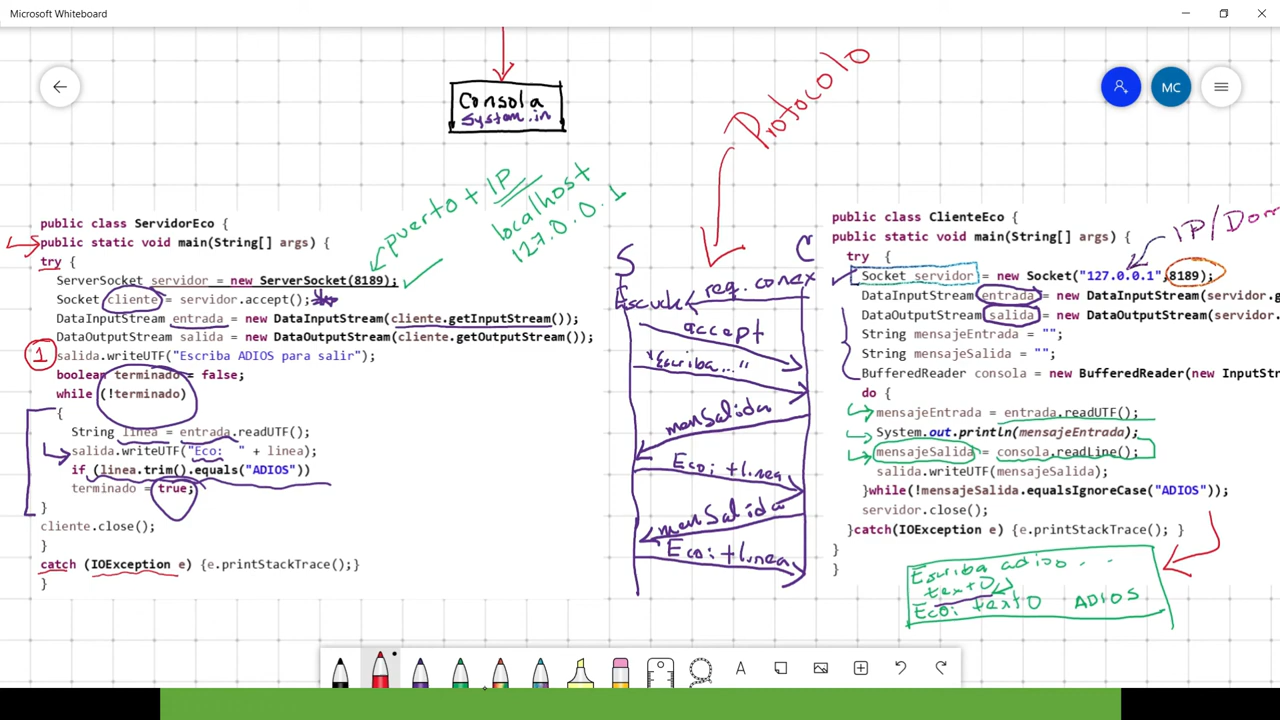 Microsoft Whiteboard
MC
Consola
System.in
Protocolo
puerto + IP
localhost
127.0.0.1
public class ServidorEco {
public static void main(String[] args) {
try {
ServerSocket servidor = new ServerSocket(8189);
Socket cliente = servidor.accept();
DataInputStream entrada = new DataInputStream(cliente.getInputStream());
DataOutputStream salida = new DataOutputStream(cliente.getOutputStream());
1
salida.writeUTF("Escriba ADIOS para salir");
boolean terminado = false;
while (!terminado)
{
String linea = entrada.readUTF();
salida.writeUTF("Eco: " + linea);
if (linea.trim().equals("ADIOS"))
terminado = true;
}
cliente.close();
}
catch (IOException e) {e.printStackTrace();}
}
S
C
req. conex
Escuch
accept
"Escriba..."
menSalida
Eco: +linea
menSalida
Eco: +linea
IP/Dom
public class ClienteEco {
public static void main(String[] args) {
try {
Socket servidor = new Socket("127.0.0.1",8189);
DataInputStream entrada = new DataInputStream(servidor.g
DataOutputStream salida = new DataOutputStream(servidor.
String mensajeEntrada = "";
String mensajeSalida = "";
BufferedReader consola = new BufferedReader(new InputStr
do {
mensajeEntrada = entrada.readUTF();
System.out.println(mensajeEntrada);
mensajeSalida = consola.readLine();
salida.writeUTF(mensajeSalida);
}while(!mensajeSalida.equalsIgnoreCase("ADIOS"));
servidor.close();
}catch(IOException e) {e.printStackTrace(); }
}
}
Escriba adios ...
texto
Eco: texto ADIOS
A